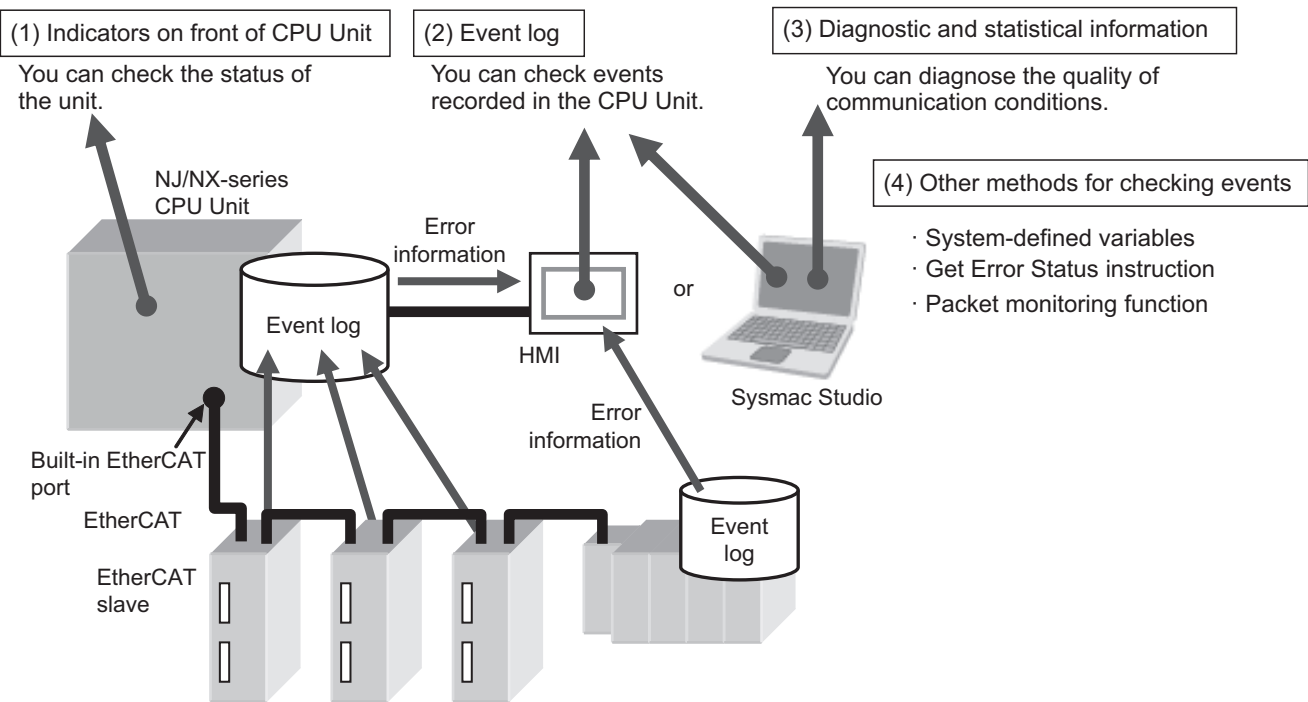 (1) Indicators on front of CPU Unit
You can check the status of
the unit.
(2) Event log
You can check events
recorded in the CPU Unit.
(3) Diagnostic and statistical information
You can diagnose the quality of
communication conditions.
(4) Other methods for checking events
· System-defined variables
· Get Error Status instruction
· Packet monitoring function
NJ/NX-series
CPU Unit
Error
information
Event log
HMI
or
Sysmac Studio
Error
information
Built-in EtherCAT
port
EtherCAT
EtherCAT
slave
Event
log